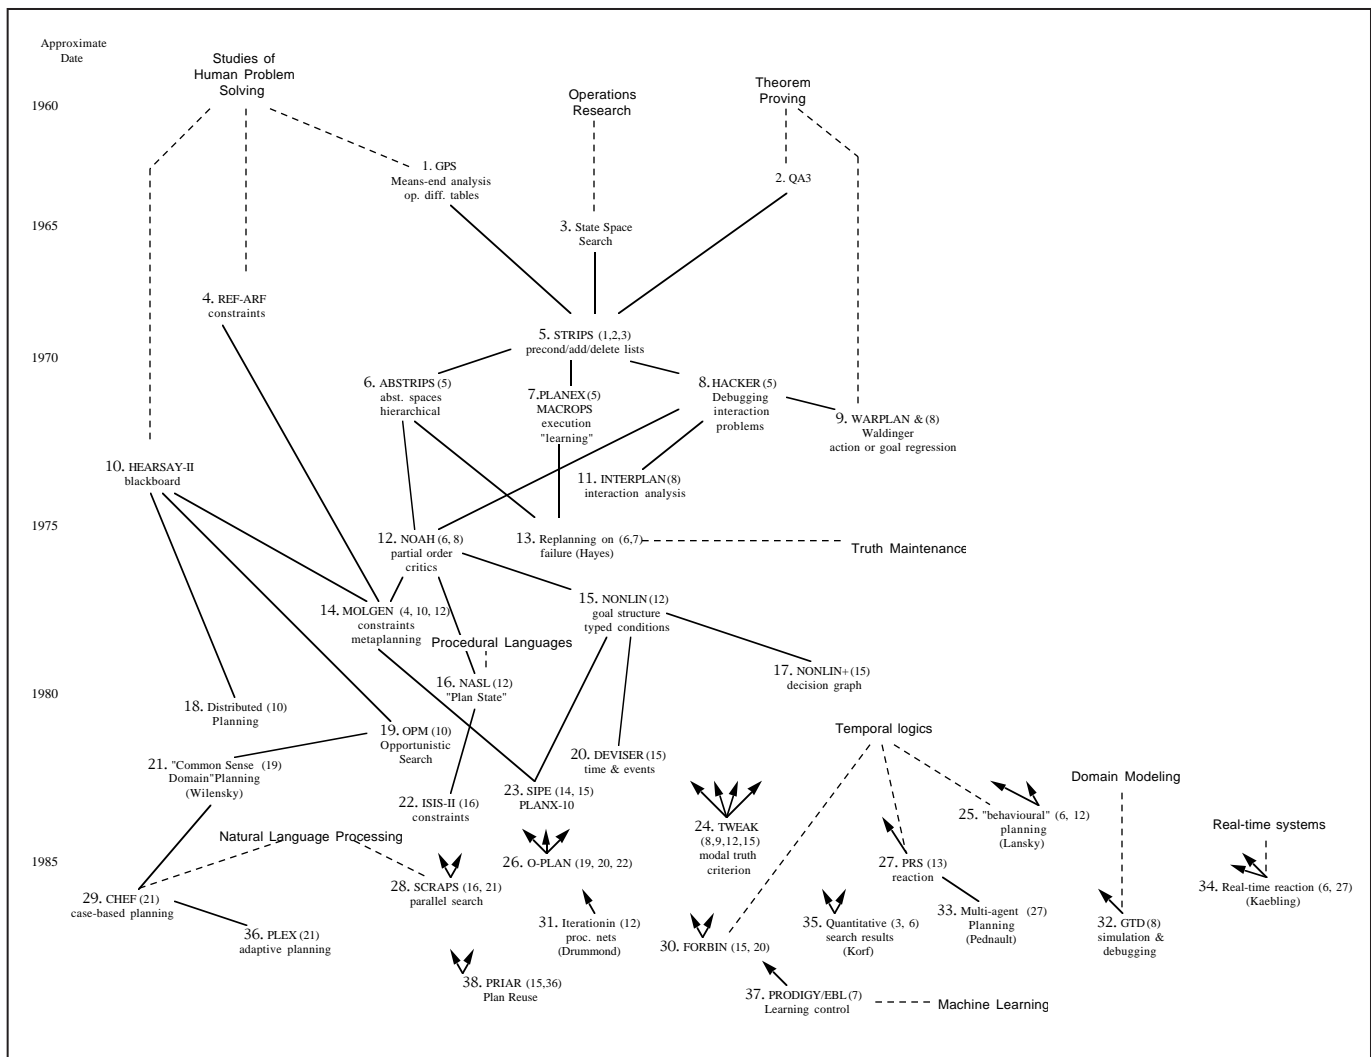 Approximate
Date
Studies of
Human Problem
Solving
Operations
Research
Theorem
Proving
1960
1. GPS
Means-end analysis
op. diff. tables
2. QA3
1965
3. State Space
Search
4. REF-ARF
constraints
5. STRIPS (1,2,3)
precond/add/delete lists
1970
6. ABSTRIPS (5)
abst. spaces
hierarchical
7.PLANEX (5)
MACROPS
execution
"learning"
8. HACKER (5)
Debugging
interaction
problems
9. WARPLAN & (8)
Waldinger
action or goal regression
10. HEARSAY-II
blackboard
11. INTERPLAN (8)
interaction analysis
1975
12. NOAH (6, 8)
partial order
critics
13. Replanning on (6,7)
failure (Hayes)
Truth Maintenance
14. MOLGEN (4, 10, 12)
constraints
metaplanning
15. NONLIN (12)
goal structure
typed conditions
Procedural Languages
16. NASL (12)
"Plan State"
17. NONLIN+ (15)
decision graph
1980
18. Distributed (10)
Planning
19. OPM (10)
Opportunistic
Search
Temporal logics
20. DEVISER (15)
time & events
21. "Common Sense (19)
Domain"Planning
(Wilensky)
22. ISIS-II (16)
constraints
23. SIPE (14, 15)
PLANX-10
Domain Modeling
24. TWEAK
(8,9,12,15)
modal truth
criterion
25. "behavioural" (6, 12)
planning
(Lansky)
Real-time systems
Natural Language Processing
1985
26. O-PLAN (19, 20, 22)
27. PRS (13)
reaction
28. SCRAPS (16, 21)
parallel search
29. CHEF (21)
case-based planning
34. Real-time reaction (6, 27)
(Kaebling)
31. Iterationin (12)
proc. nets
(Drummond)
35. Quantitative (3, 6)
search results
(Korf)
33. Multi-agent (27)
Planning
(Pednault)
32. GTD (8)
simulation &
debugging
36. PLEX (21)
adaptive planning
30. FORBIN (15, 20)
38. PRIAR (15,36)
Plan Reuse
37. PRODIGY/EBL (7)
Learning control
Machine Learning